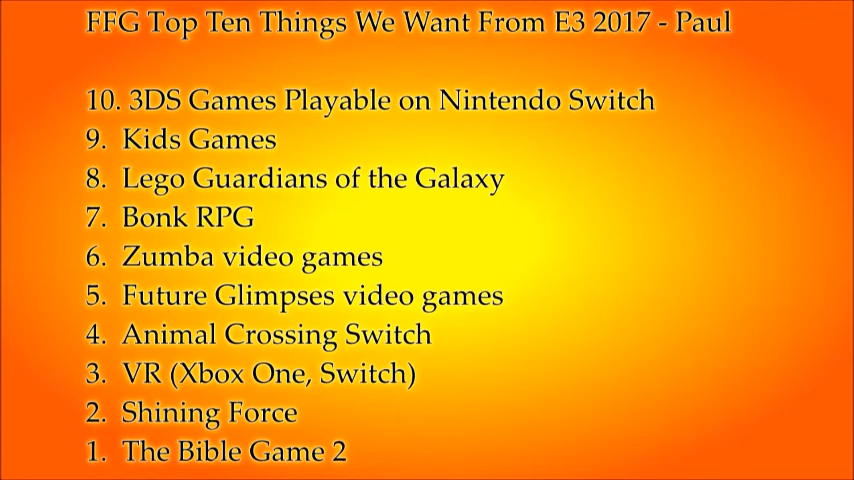 FFG Top Ten Things We Want From E3 2017 - Paul
10. 3DS Games Playable on Nintendo Switch
9. Kids Games
8. Lego Guardians of the Galaxy
7. Bonk RPG
6. Zumba video games
5. Future Glimpses video games
4. Animal Crossing Switch
3. VR (Xbox One, Switch)
2. Shining Force
1. The Bible Game 2